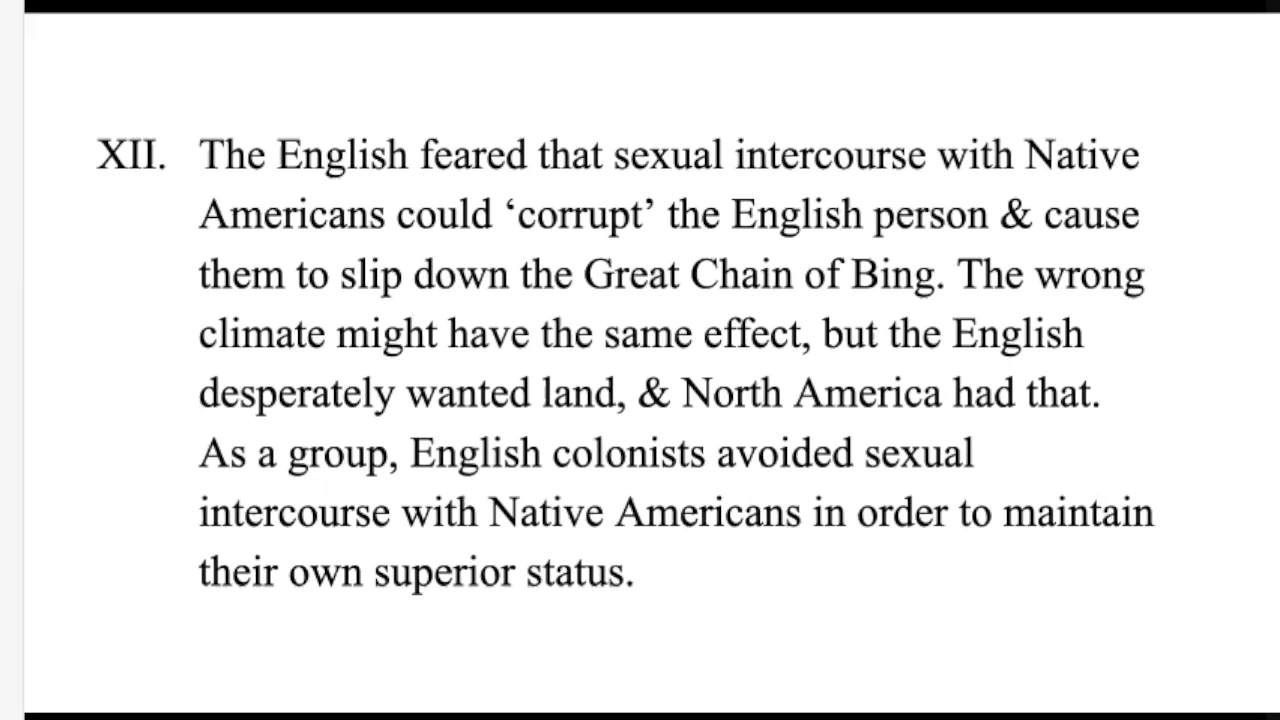 XII. The English feared that sexual intercourse with Native
Americans could ‘corrupt’ the English person & cause
them to slip down the Great Chain of Bing. The wrong
climate might have the same effect, but the English
desperately wanted land, & North America had that.
As a group, English colonists avoided sexual
intercourse with Native Americans in order to maintain
their own superior status.